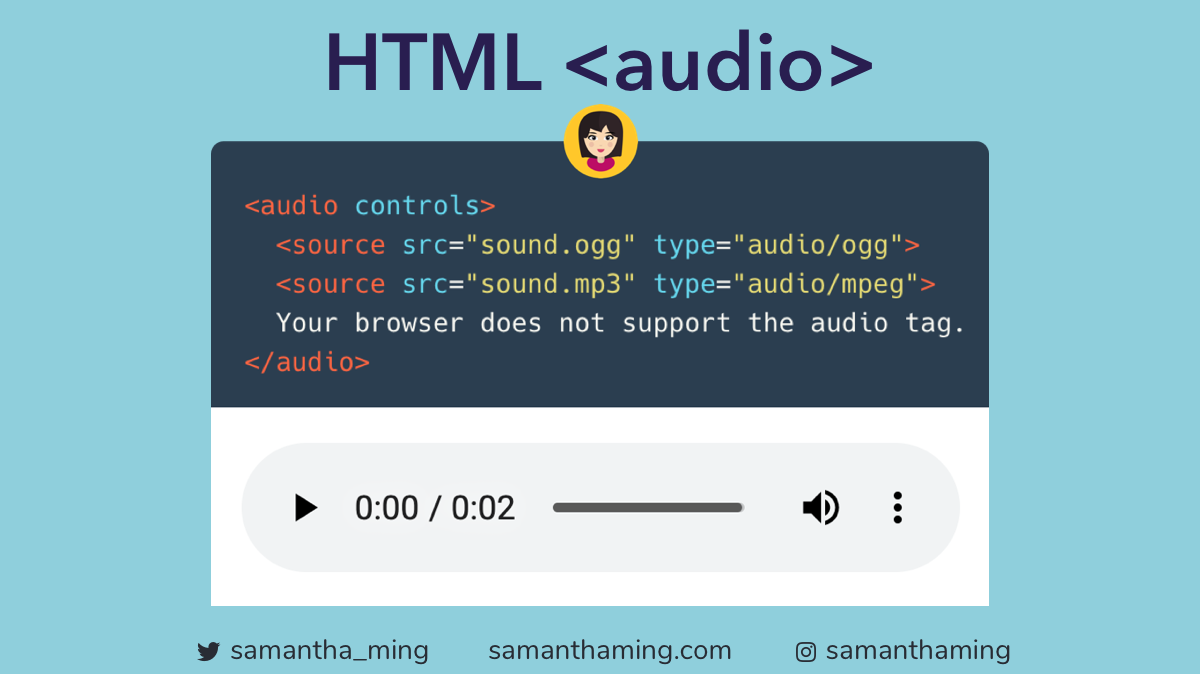 HTML <audio>
<audio controls>
<source src="sound.ogg" type="audio/ogg">
<source src="sound.mp3" type="audio/mpeg">
Your browser does not support the audio tag.
</audio>
0:00 / 0:02
samantha_ming samanthaming.com samanthaming